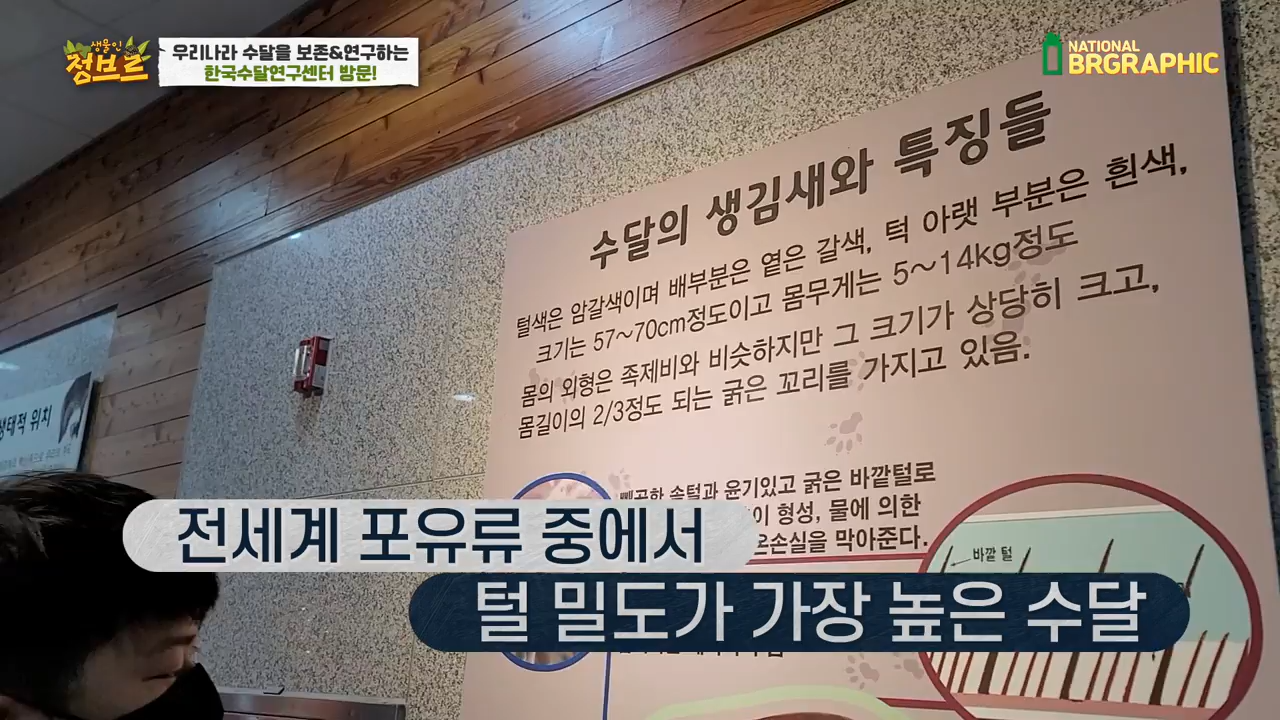 생물인
정브르
우리나라 수달을 보존&연구하는
한국수달연구센터 방문!
NATIONAL
BRGRAPHIC
수달의 생김새와 특징들
털색은 암갈색이며 배부분은 옅은 갈색, 턱 아랫 부분은 흰색,
크기는 57~70cm정도이고 몸무게는 5~14kg정도
몸의 외형은 족제비와 비슷하지만 그 크기가 상당히 크고,
몸길이의 2/3정도 되는 굵은 꼬리를 가지고 있음.
생태적 위치
빽곡한 속털과 윤기있고 굵은 바깥털로
형성, 물에 의한
온손실을 막아준다.
바깥 털
전세계 포유류 중에서
털 밀도가 가장 높은 수달